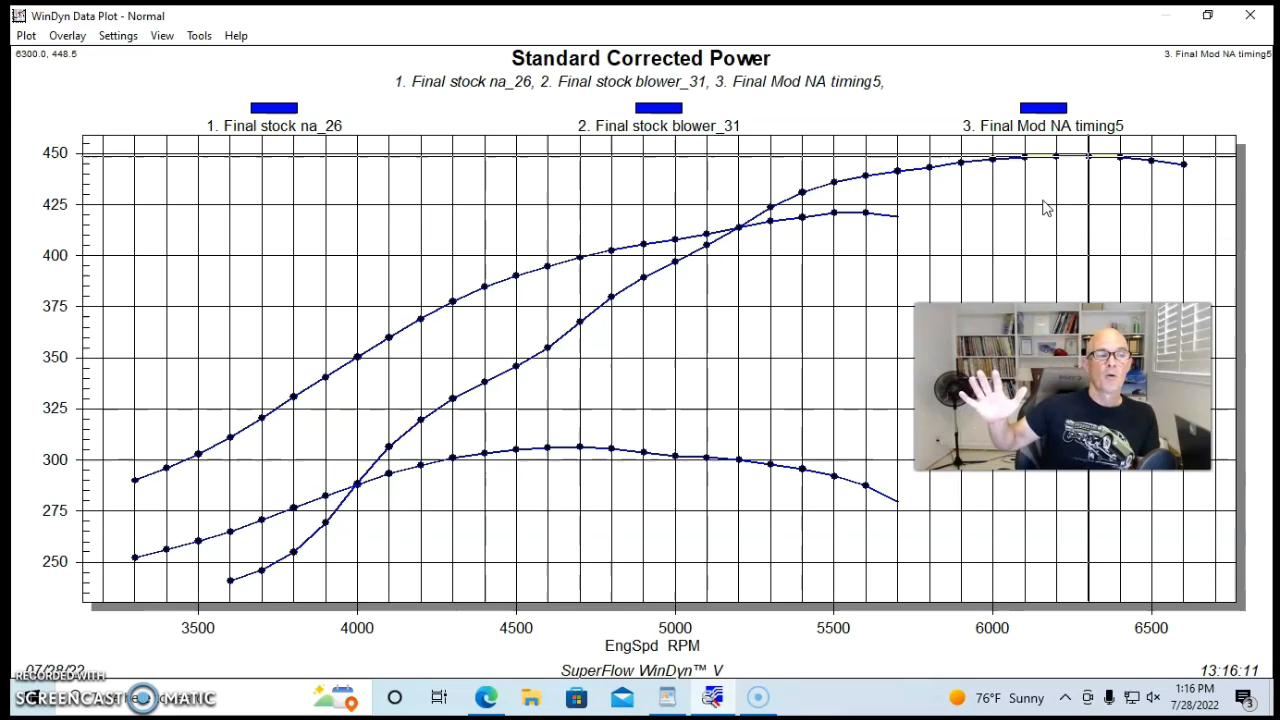 WinDyn Data Plot - Normal
Plot Overlay Settings View Tools Help
6300.0, 448.5
Standard Corrected Power
3. Final Mod NA timing5
1. Final stock na_26, 2. Final stock blower_31, 3. Final Mod NA timing5,
1. Final stock na_26
2. Final stock blower_31
3. Final Mod NA timing5
450
425
400
375
350
325
300
275
250
3500 4000 4500 5000 5500 6000 6500
EngSpd RPM
07/28/22
SuperFlow WinDyn™ V
13:16:11
RECORDED WITH
SCREENCAST-O-MATIC
76°F Sunny
1:16 PM
7/28/2022
3